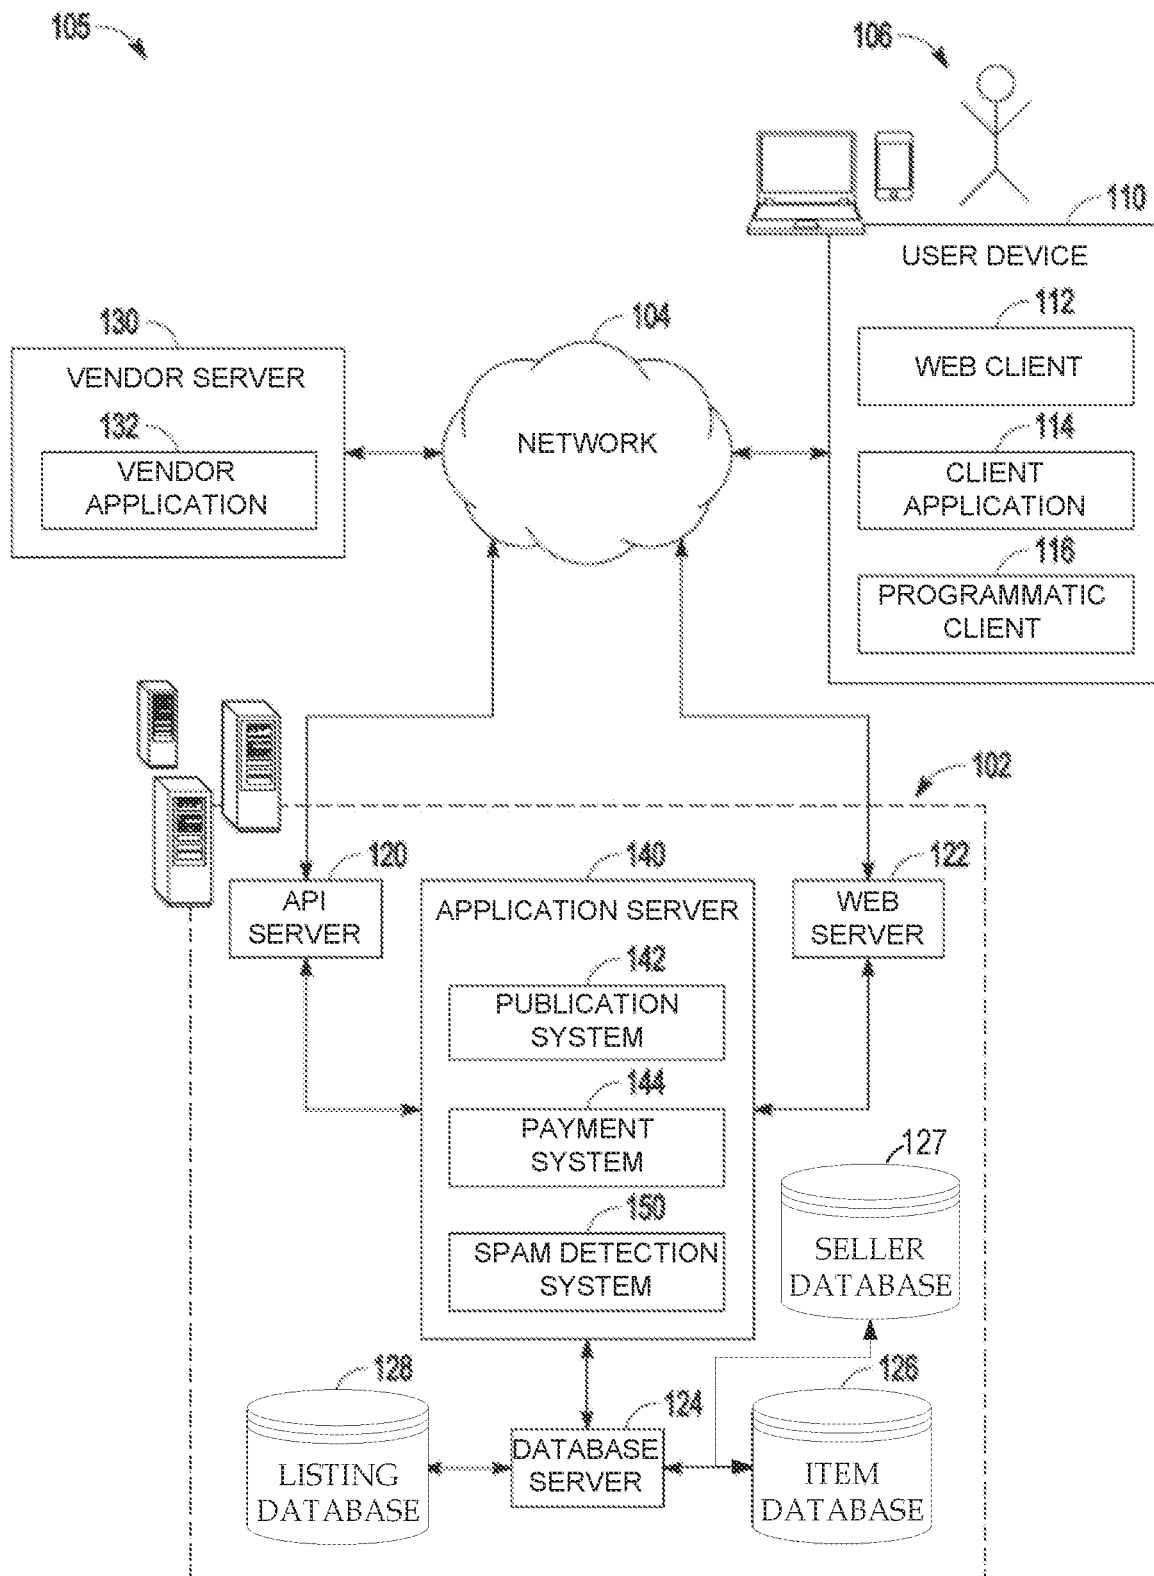 105
106
110
USER DEVICE
112
WEB CLIENT
114
CLIENT
APPLICATION
116
PROGRAMMATIC
CLIENT
130
VENDOR SERVER
132
VENDOR
APPLICATION
104
NETWORK
102
120
API
SERVER
140
APPLICATION SERVER
142
PUBLICATION
SYSTEM
144
PAYMENT
SYSTEM
150
SPAM DETECTION
SYSTEM
122
WEB
SERVER
127
SELLER
DATABASE
128
LISTING
DATABASE
124
DATABASE
SERVER
126
ITEM
DATABASE